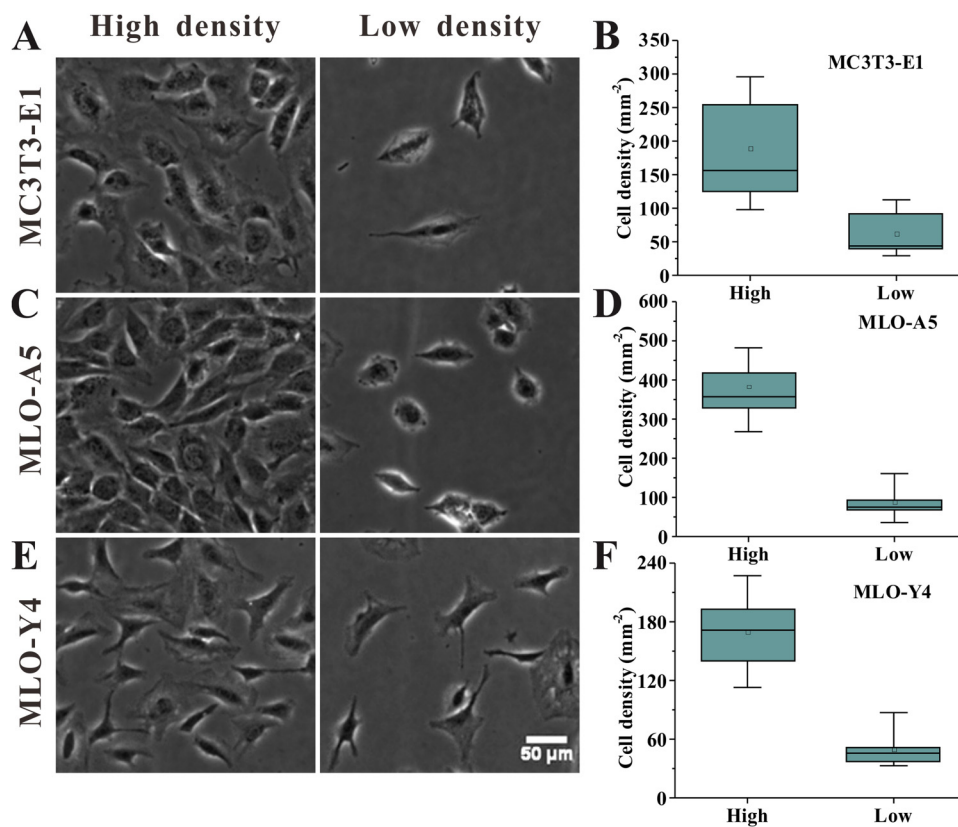 High density
Low density
A
MC3T3-E1
B
MC3T3-E1
Cell density (mm-2)
350
300
250
200
150
100
50
0
High
Low
C
MLO-A5
D
MLO-A5
Cell density (mm-2)
600
500
400
300
200
100
0
High
Low
E
MLO-Y4
50 μm
F
MLO-Y4
Cell density (mm-2)
240
180
120
60
0
High
Low